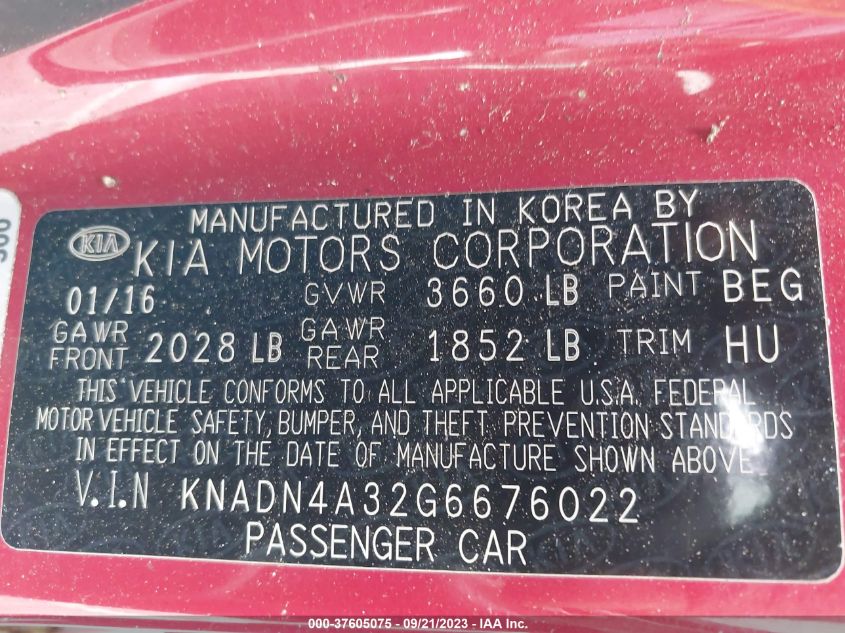 MANUFACTURED IN KOREA BY
KIA KIA MOTORS CORPORATION
01/16 GVWR 3660 LB PAINT BEG
GAWR FRONT 2028 LB GAWR REAR 1852 LB TRIM HU
THIS VEHICLE CONFORMS TO ALL APPLICABLE U.S.A. FEDERAL
MOTOR VEHICLE SAFETY, BUMPER, AND THEFT PREVENTION STANDARDS
IN EFFECT ON THE DATE OF MANUFACTURE SHOWN ABOVE.
V.I.N KNADN4A32G6676022
PASSENGER CAR
000-37605075 - 09/21/2023 - IAA Inc.